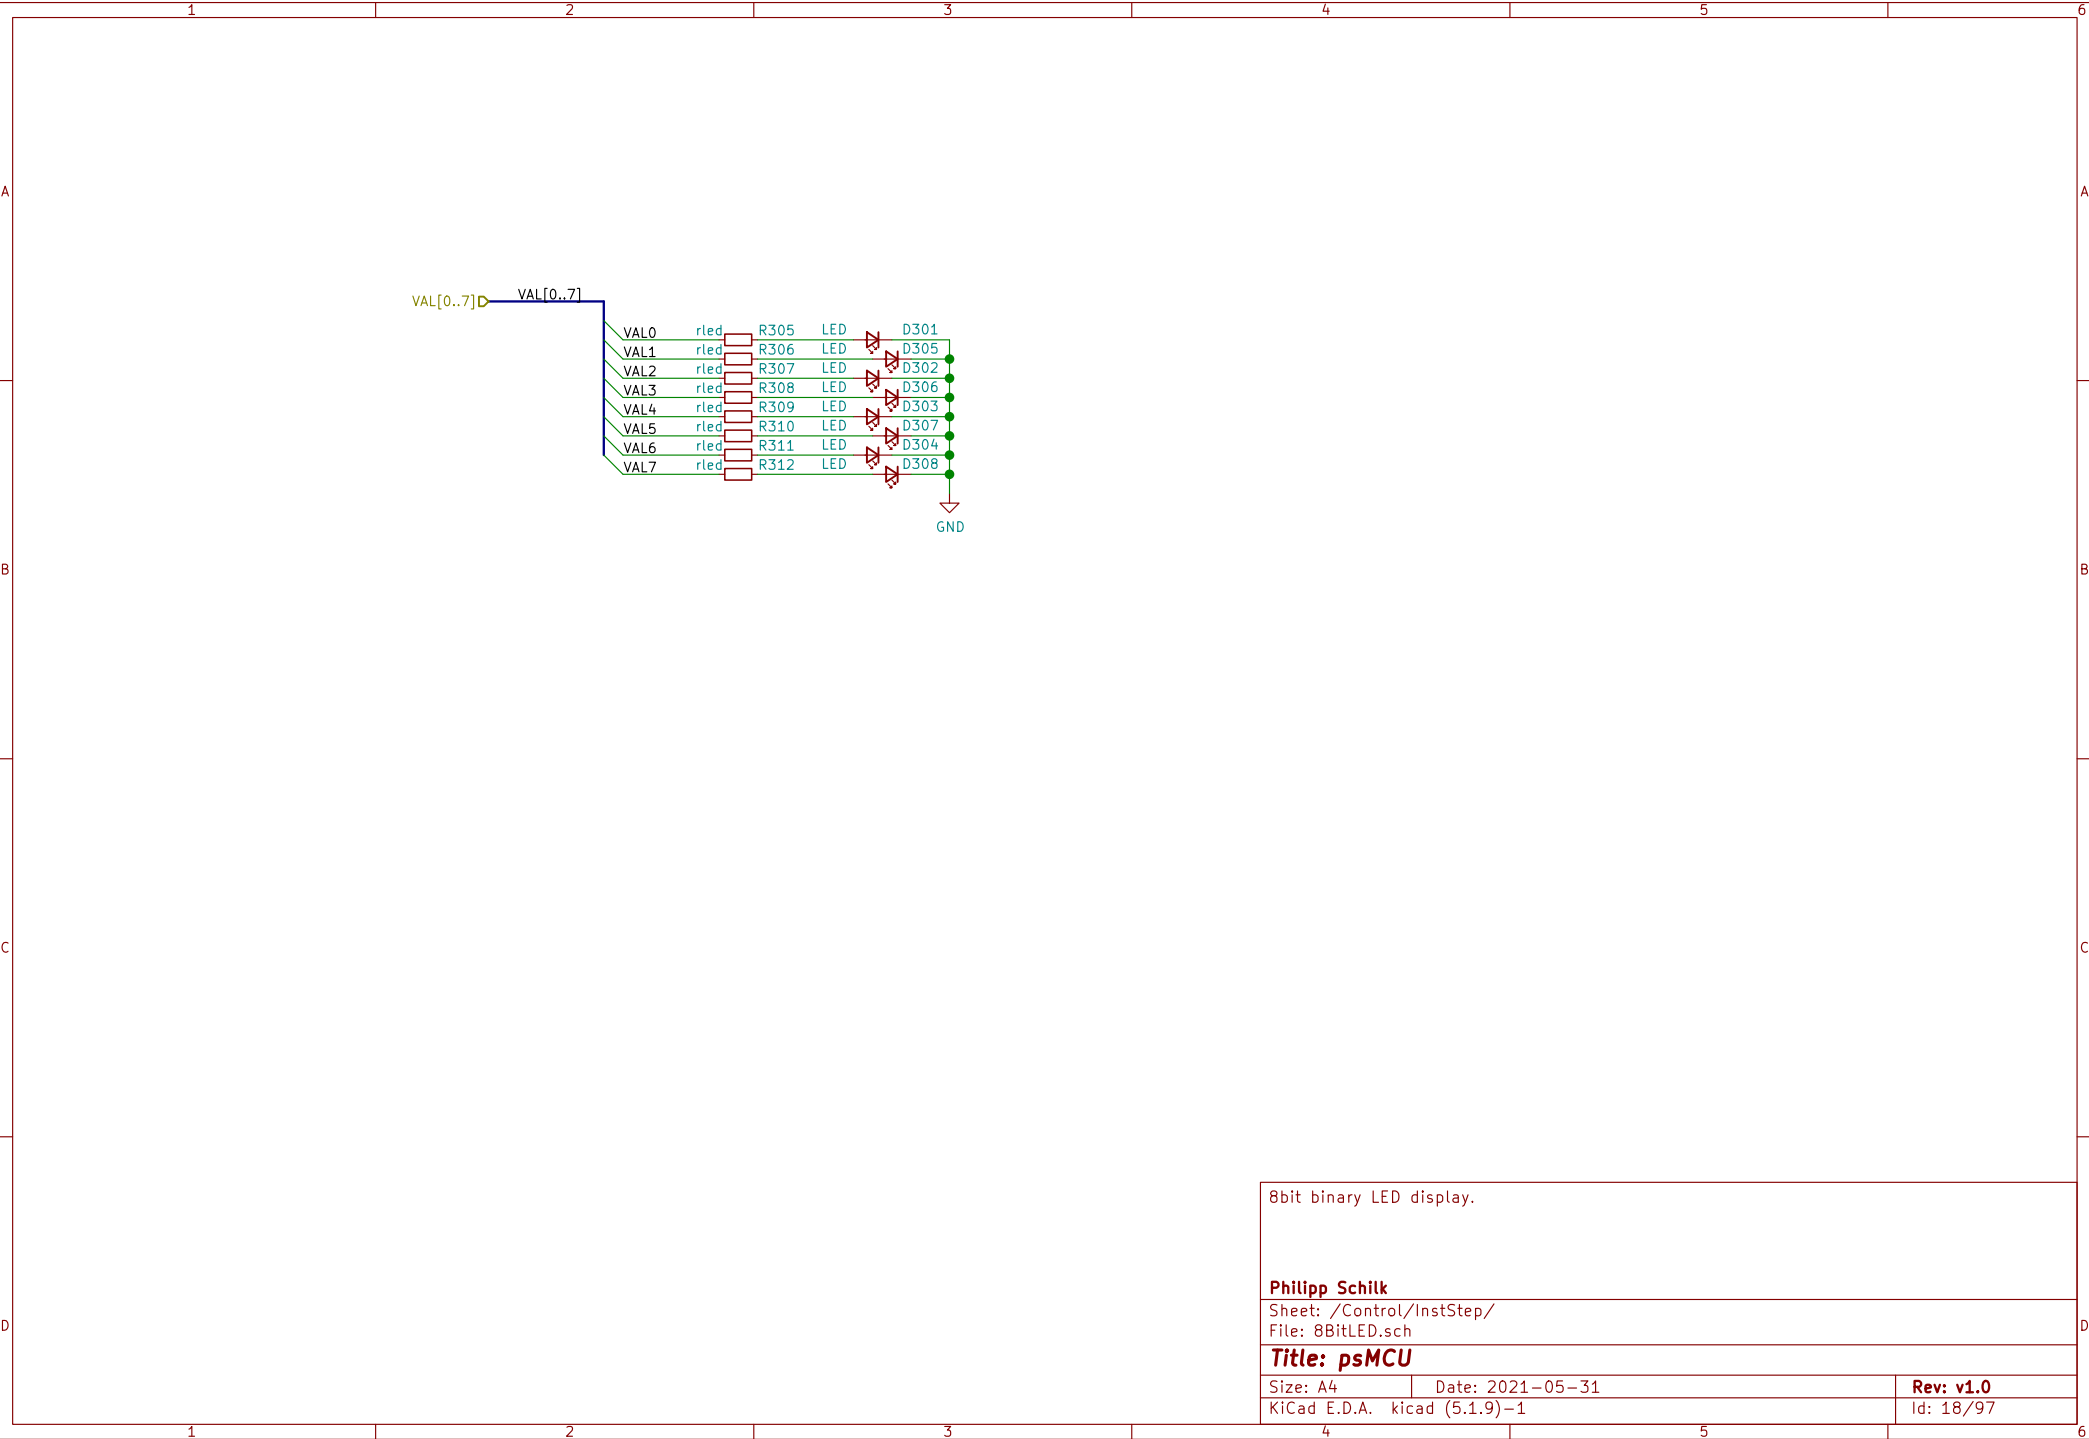 1 2 3 4 5 6
A A
VAL[0..7] VAL[0..7]
VAL0 rled R305 LED D301
VAL1 rled R306 LED D305
VAL2 rled R307 LED D302
VAL3 rled R308 LED D306
VAL4 rled R309 LED D303
VAL5 rled R310 LED D307
VAL6 rled R311 LED D304
VAL7 rled R312 LED D308
GND
B B
C C
8bit binary LED display.
Philipp Schilk
Sheet: /Control/InstStep/
D D
File: 8BitLED.sch
Title: psMCU
Size: A4 Date: 2021-05-31 Rev: v1.0
KiCad E.D.A. kicad (5.1.9)-1 Id: 18/97
1 2 3 4 5 6